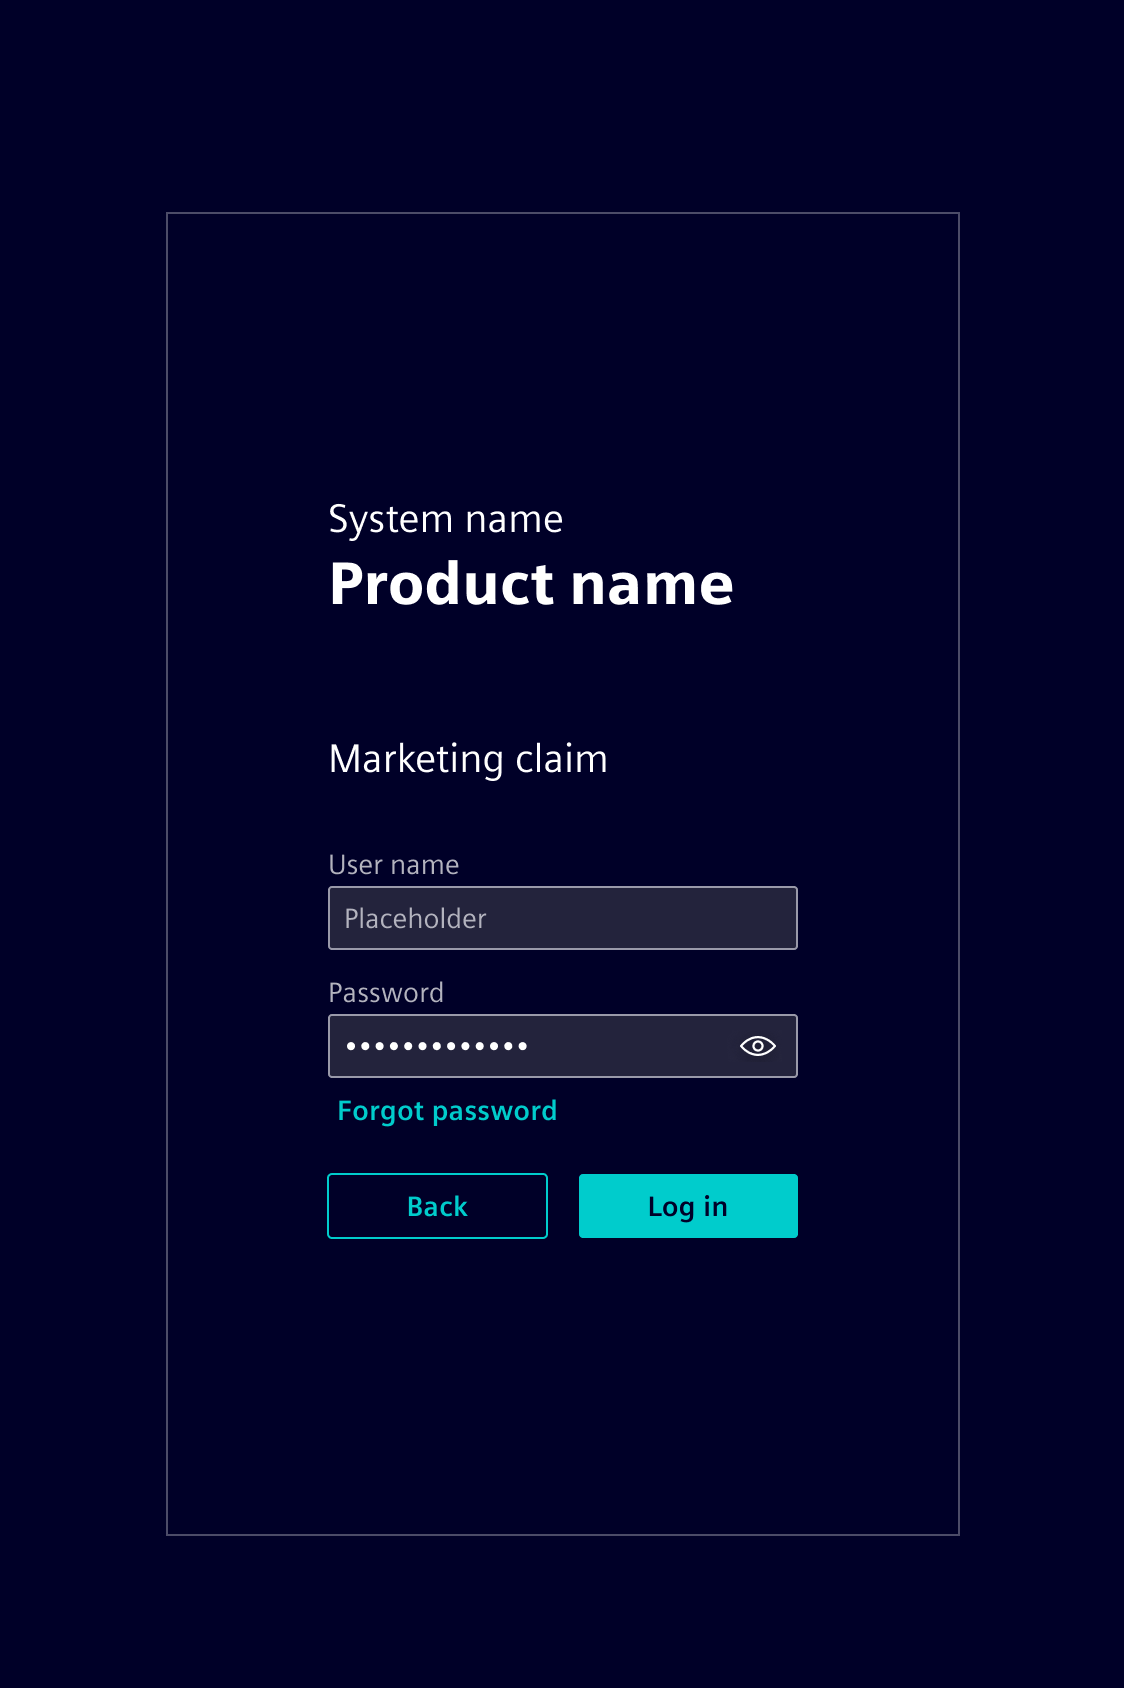 System name
Product name
Marketing claim
User name
Placeholder
Password
•••••••••••••
Forgot password
Back
Log in